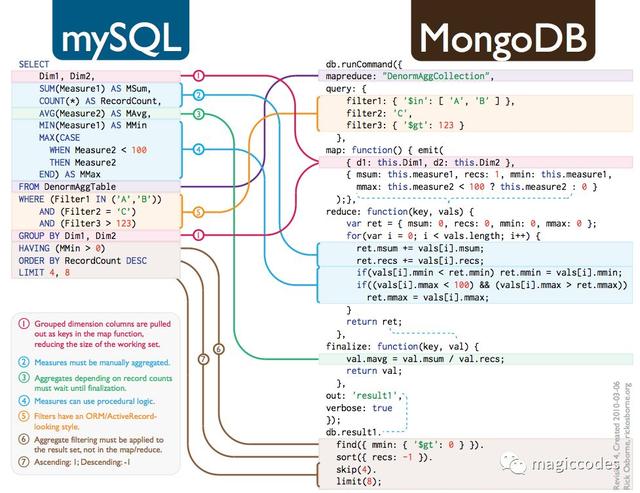 mySQL
MongoDB
SELECT
Dim1, Dim2,
SUM(Measure1) AS MSum,
COUNT(*) AS RecordCount,
AVG(Measure2) AS MAvg,
MIN(Measure1) AS MMin
MAX(CASE
WHEN Measure2 < 100
THEN Measure2
END) AS MMax
FROM DenormAggTable
WHERE (Filter1 IN ('A','B'))
AND (Filter2 = 'C')
AND (Filter3 > 123)
GROUP BY Dim1, Dim2
HAVING (MMin > 0)
ORDER BY RecordCount DESC
LIMIT 4, 8
1
2
3
4
5
1
7
6
1 Grouped dimension columns are pulled
out as keys in the map function,
reducing the size of the working set.
2 Measures must be manually aggregated.
3 Aggregates depending on record counts
must wait until finalization.
4 Measures can use procedural logic.
5 Filters have an ORM/ActiveRecord-
looking style.
6 Aggregate filtering must be applied to
the result set, not in the map/reduce.
7 Ascending: 1; Descending: -1
db.runCommand({
mapreduce: "DenormAggCollection",
query: {
filter1: { '$in': [ 'A', 'B' ] },
filter2: 'C',
filter3: { '$gt': 123 }
},
map: function() { emit(
{ d1: this.Dim1, d2: this.Dim2 },
{ msum: this.measure1, recs: 1, mmin: this.measure1,
mmax: this.measure2 < 100 ? this.measure2 : 0 }
);},
reduce: function(key, vals) {
var ret = { msum: 0, recs: 0, mmin: 0, mmax: 0 };
for(var i = 0; i < vals.length; i++) {
ret.msum += vals[i].msum;
ret.recs += vals[i].recs;
if(vals[i].mmin < ret.mmin) ret.mmin = vals[i].mmin;
if((vals[i].mmax < 100) && (vals[i].mmax > ret.mmax))
ret.mmax = vals[i].mmax;
}
return ret;
},
finalize: function(key, val) {
val.mavg = val.msum / val.recs;
return val;
},
out: 'result1',
verbose: true
});
db.result1.
find({ mmin: { '$gt': 0 } }).
sort({ recs: -1 }).
skip(4).
limit(8);
Revision 4, Created 2010-03-06
Rick Osborne, rickosborne.org
magiccodes